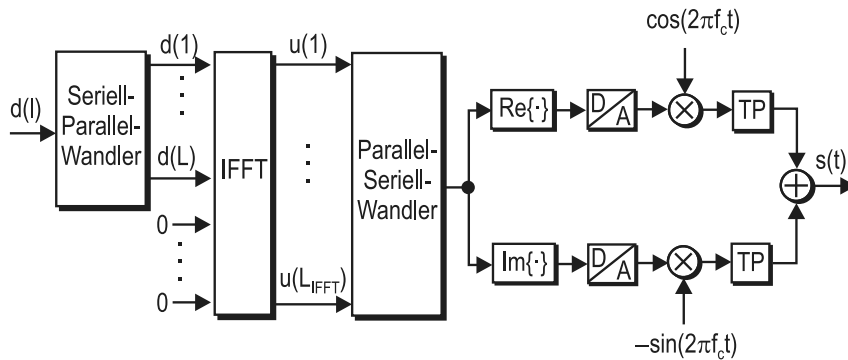 d(l)
Seriell-
Parallel-
Wandler
d(1)
d(L)
0
0
IFFT
u(1)
u(L_IFFT)
Parallel-
Seriell-
Wandler
Re{·}
D/A
cos(2πf_ct)
TP
Im{·}
D/A
–sin(2πf_ct)
TP
s(t)